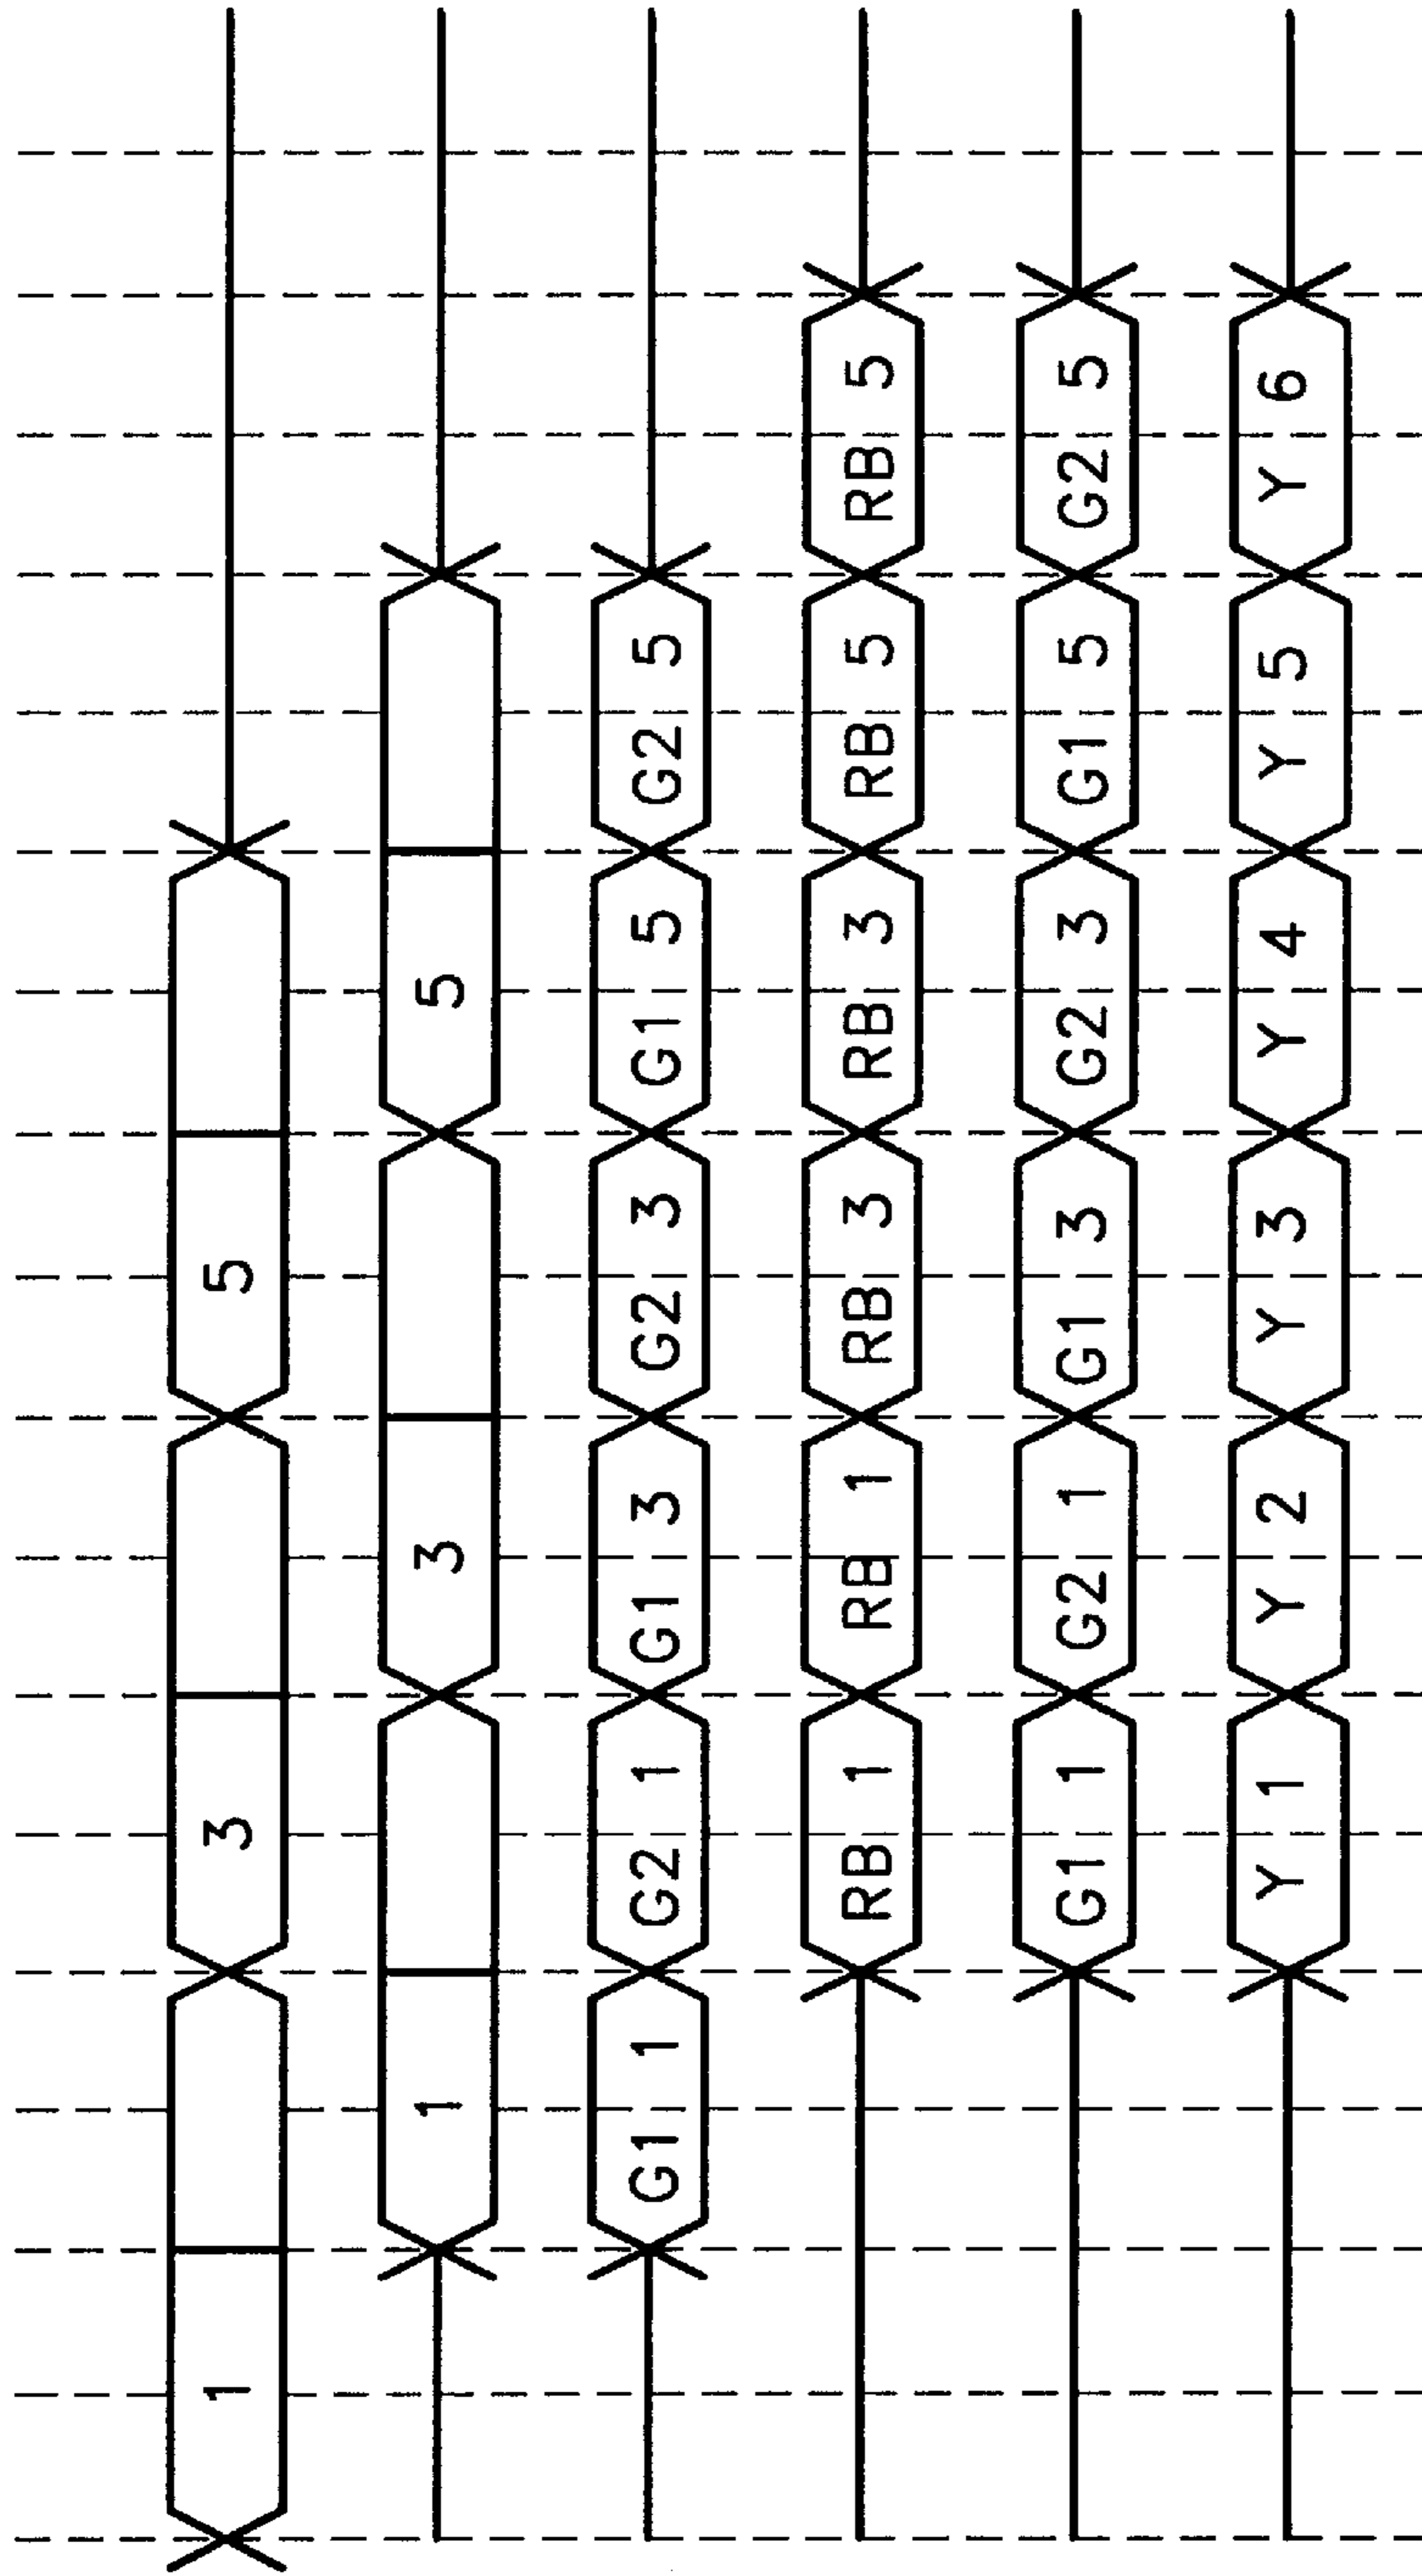 1 3 5
1 3 5
G1 1 G2 1 G1 3 G2 3 G1 5 G2 5
RB 1 RB 1 RB 3 RB 3 RB 5 RB 5
G1 1 G2 1 G1 3 G2 3 G1 5 G2 5
Y 1 Y 2 Y 3 Y 4 Y 5 Y 6